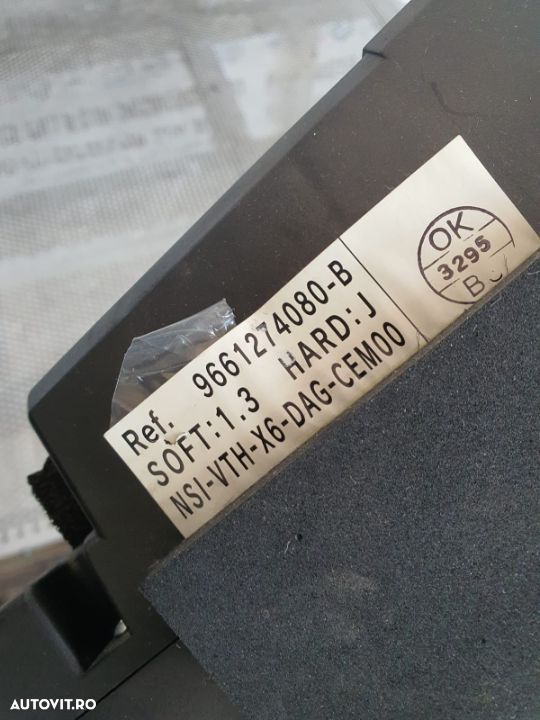 Ref. 9661274080-B
SOFT:1.3 HARD:J
NSI-VTH-X6-DAG-CEM00
OK
3295
AUTOVIT.RO